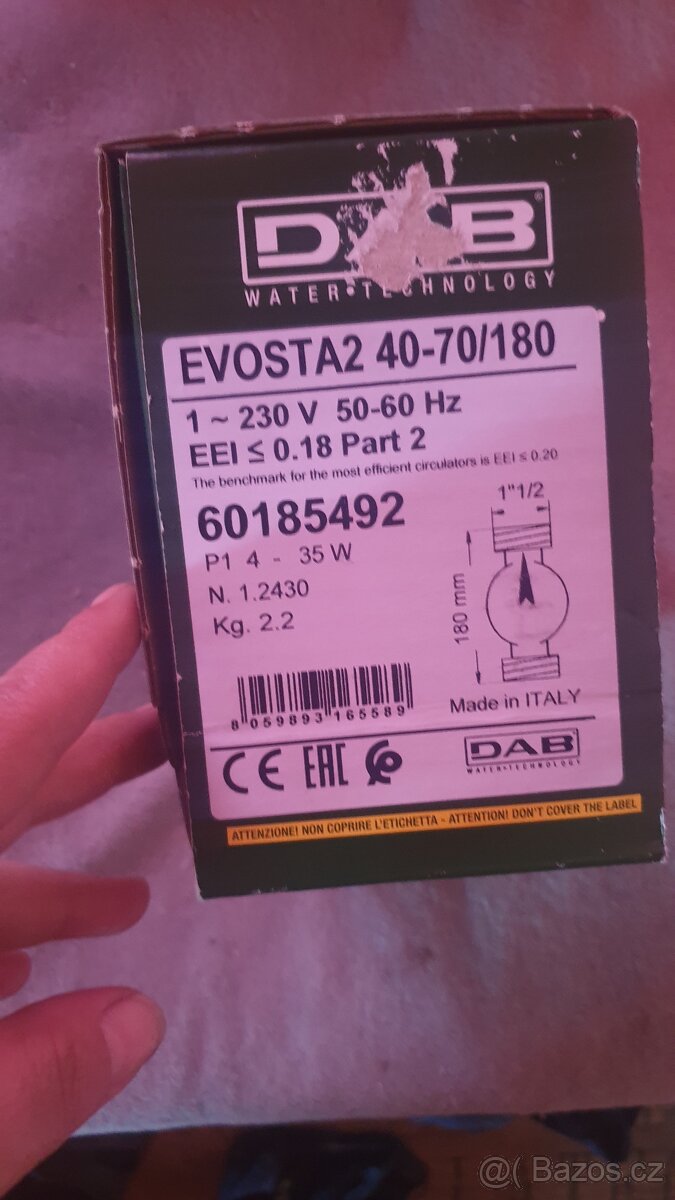 DAB
WATER•TECHNOLOGY
EVOSTA2 40-70/180
1 ~ 230 V 50-60 Hz
EEI ≤ 0.18 Part 2
The benchmark for the most efficient circulators is EEI ≤ 0.20
60185492
P1 4 - 35 W
N. 1.2430
Kg. 2.2
1"1/2
180 mm
8 059893 165589
Made in ITALY
CE EAC
DAB
WATER•TECHNOLOGY
ATTENZIONE! NON COPRIRE L'ETICHETTA - ATTENTION! DON'T COVER THE LABEL
@( Bazos.cz